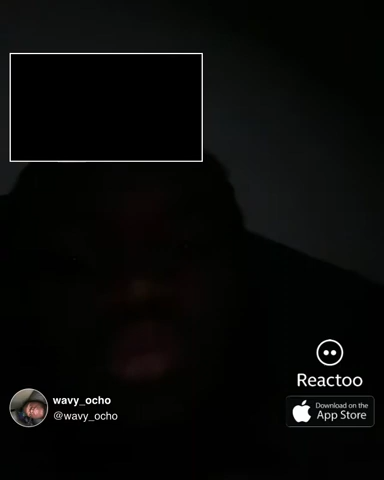 Reactoo
wavy_ocho
@wavy_ocho
Download on the
App Store